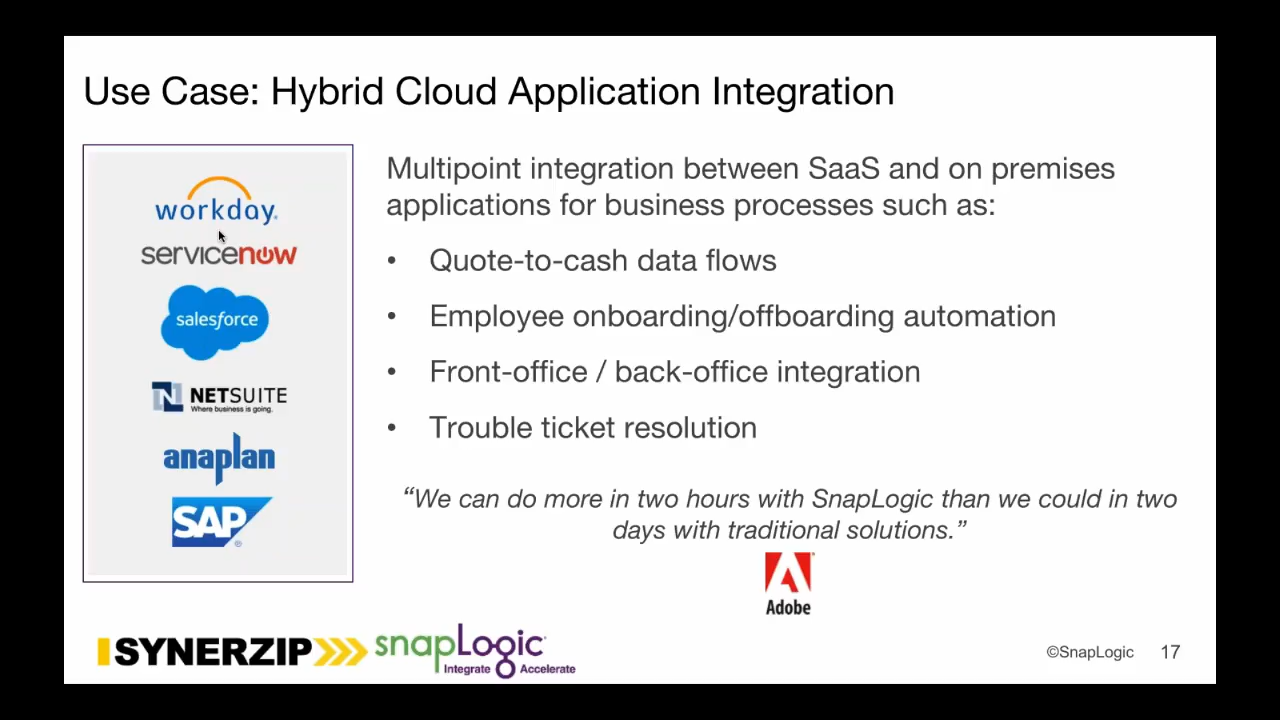 Use Case: Hybrid Cloud Application Integration
workday.
servicenow
salesforce
NETSUITE
Where business is going.
anaplan
SAP®
Multipoint integration between SaaS and on premises
applications for business processes such as:
• Quote-to-cash data flows
• Employee onboarding/offboarding automation
• Front-office / back-office integration
• Trouble ticket resolution
“We can do more in two hours with SnapLogic than we could in two
days with traditional solutions.”
Adobe
SYNERZIP
snapLogic
Integrate Accelerate
©SnapLogic 17